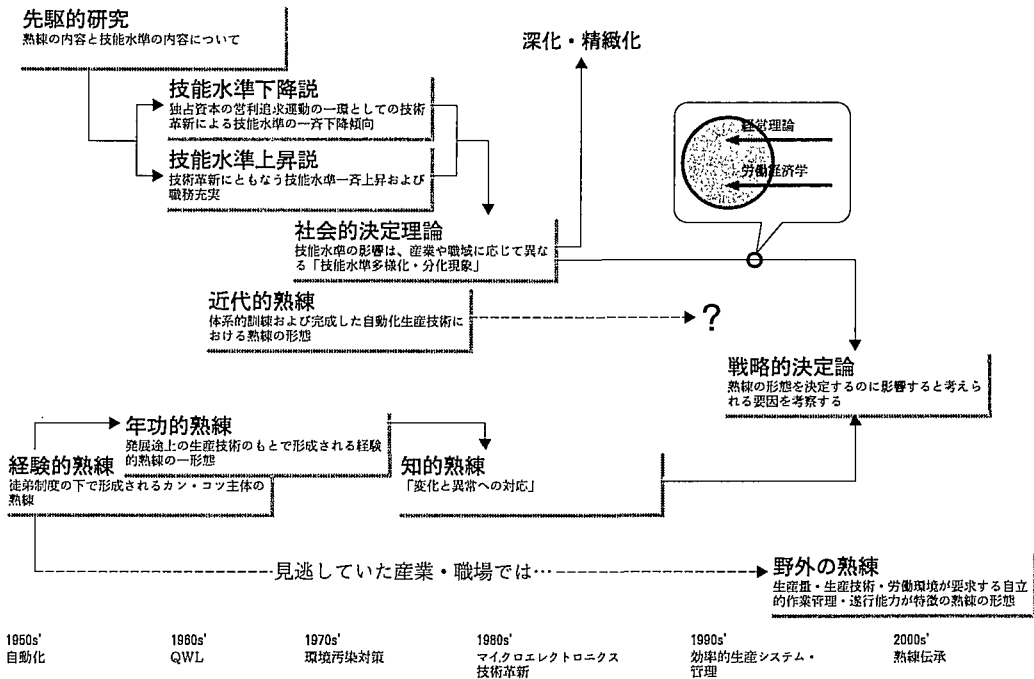 先駆的研究
熟練の内容と技能水準の内容について
深化・精緻化
技能水準下降説
独占資本の営利追求運動の一環としての技術
革新による技能水準の一斉下降傾向
経営理論
労働経済学
技能水準上昇説
技術革新にともなう技能水準一斉上昇および
職務充実
社会的決定理論
技能水準の影響は、産業や職域に応じて異な
る「技能水準多様化・分化現象」
近代的熟練
体系的訓練および完成した自動化生産技術に
おける熟練の形態
?
戦略的決定論
熟練の形態を決定するのに影響すると考えら
れる要因を考察する
年功的熟練
発展途上の生産技術のもとで形成される経験
的熟練の一形態
経験的熟練
徒弟制度の下で形成されるカン・コツ主体の
熟練
知的熟練
「変化と異常への対応」
見逃していた産業・職場では…
野外の熟練
生産量・生産技術・労働環境が要求する自立
的作業管理・遂行能力が特徴の熟練の形態
1950s'
自動化
1960s'
QWL
1970s'
環境汚染対策
1980s'
マイクロエレクトロニクス
技術革新
1990s'
効率的生産システム・
管理
2000s'
熟練伝承